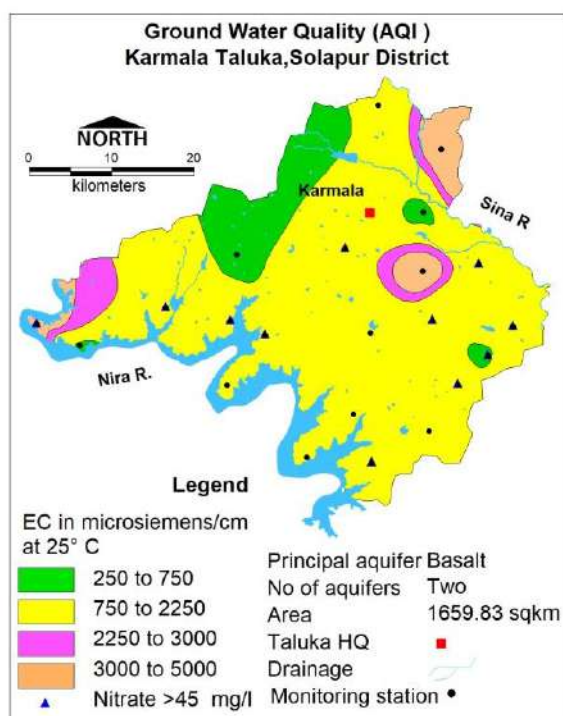 Ground Water Quality (AQI )
Karmala Taluka,Solapur District
NORTH
0 10 20
kilometers
Karmala
Sina R
Nira R.
Legend
EC in microsiemens/cm
at 25° C
250 to 750
750 to 2250
2250 to 3000
3000 to 5000
Nitrate >45 mg/l
Principal aquifer Basalt
No of aquifers Two
Area 1659.83 sqkm
Taluka HQ
Drainage
Monitoring station